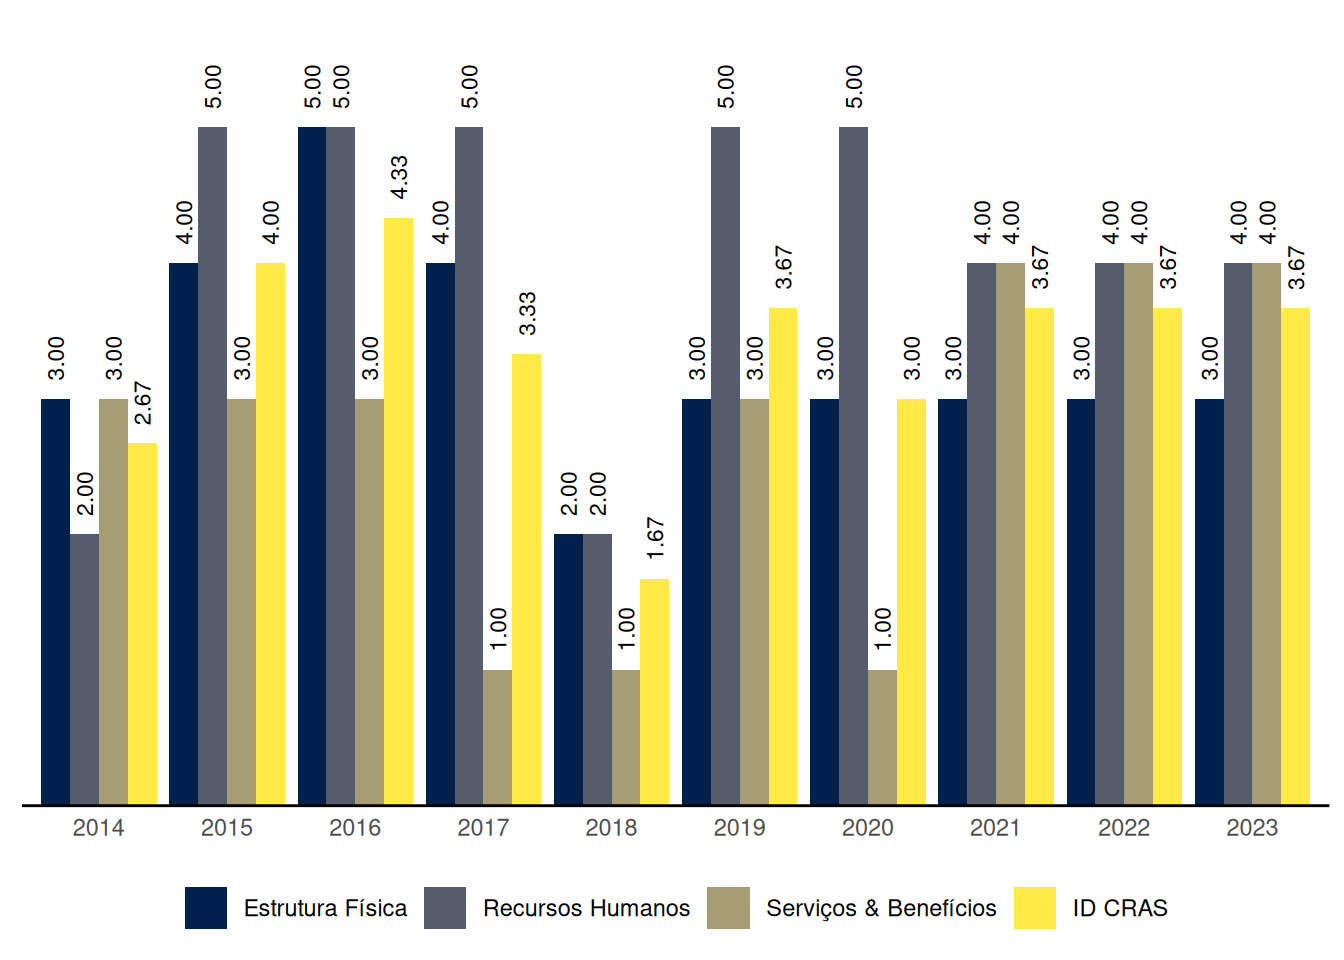 3.00 2.00 3.00 2.67
4.00 5.00 3.00 4.00
5.00 5.00 3.00 4.33
4.00 5.00 1.00 3.33
2.00 2.00 1.00 1.67
3.00 5.00 3.00 3.67
3.00 5.00 1.00 3.00
3.00 4.00 4.00 3.67
3.00 4.00 4.00 3.67
3.00 4.00 4.00 3.67
2014 2015 2016 2017 2018 2019 2020 2021 2022 2023
Estrutura Física Recursos Humanos Serviços & Benefícios ID CRAS